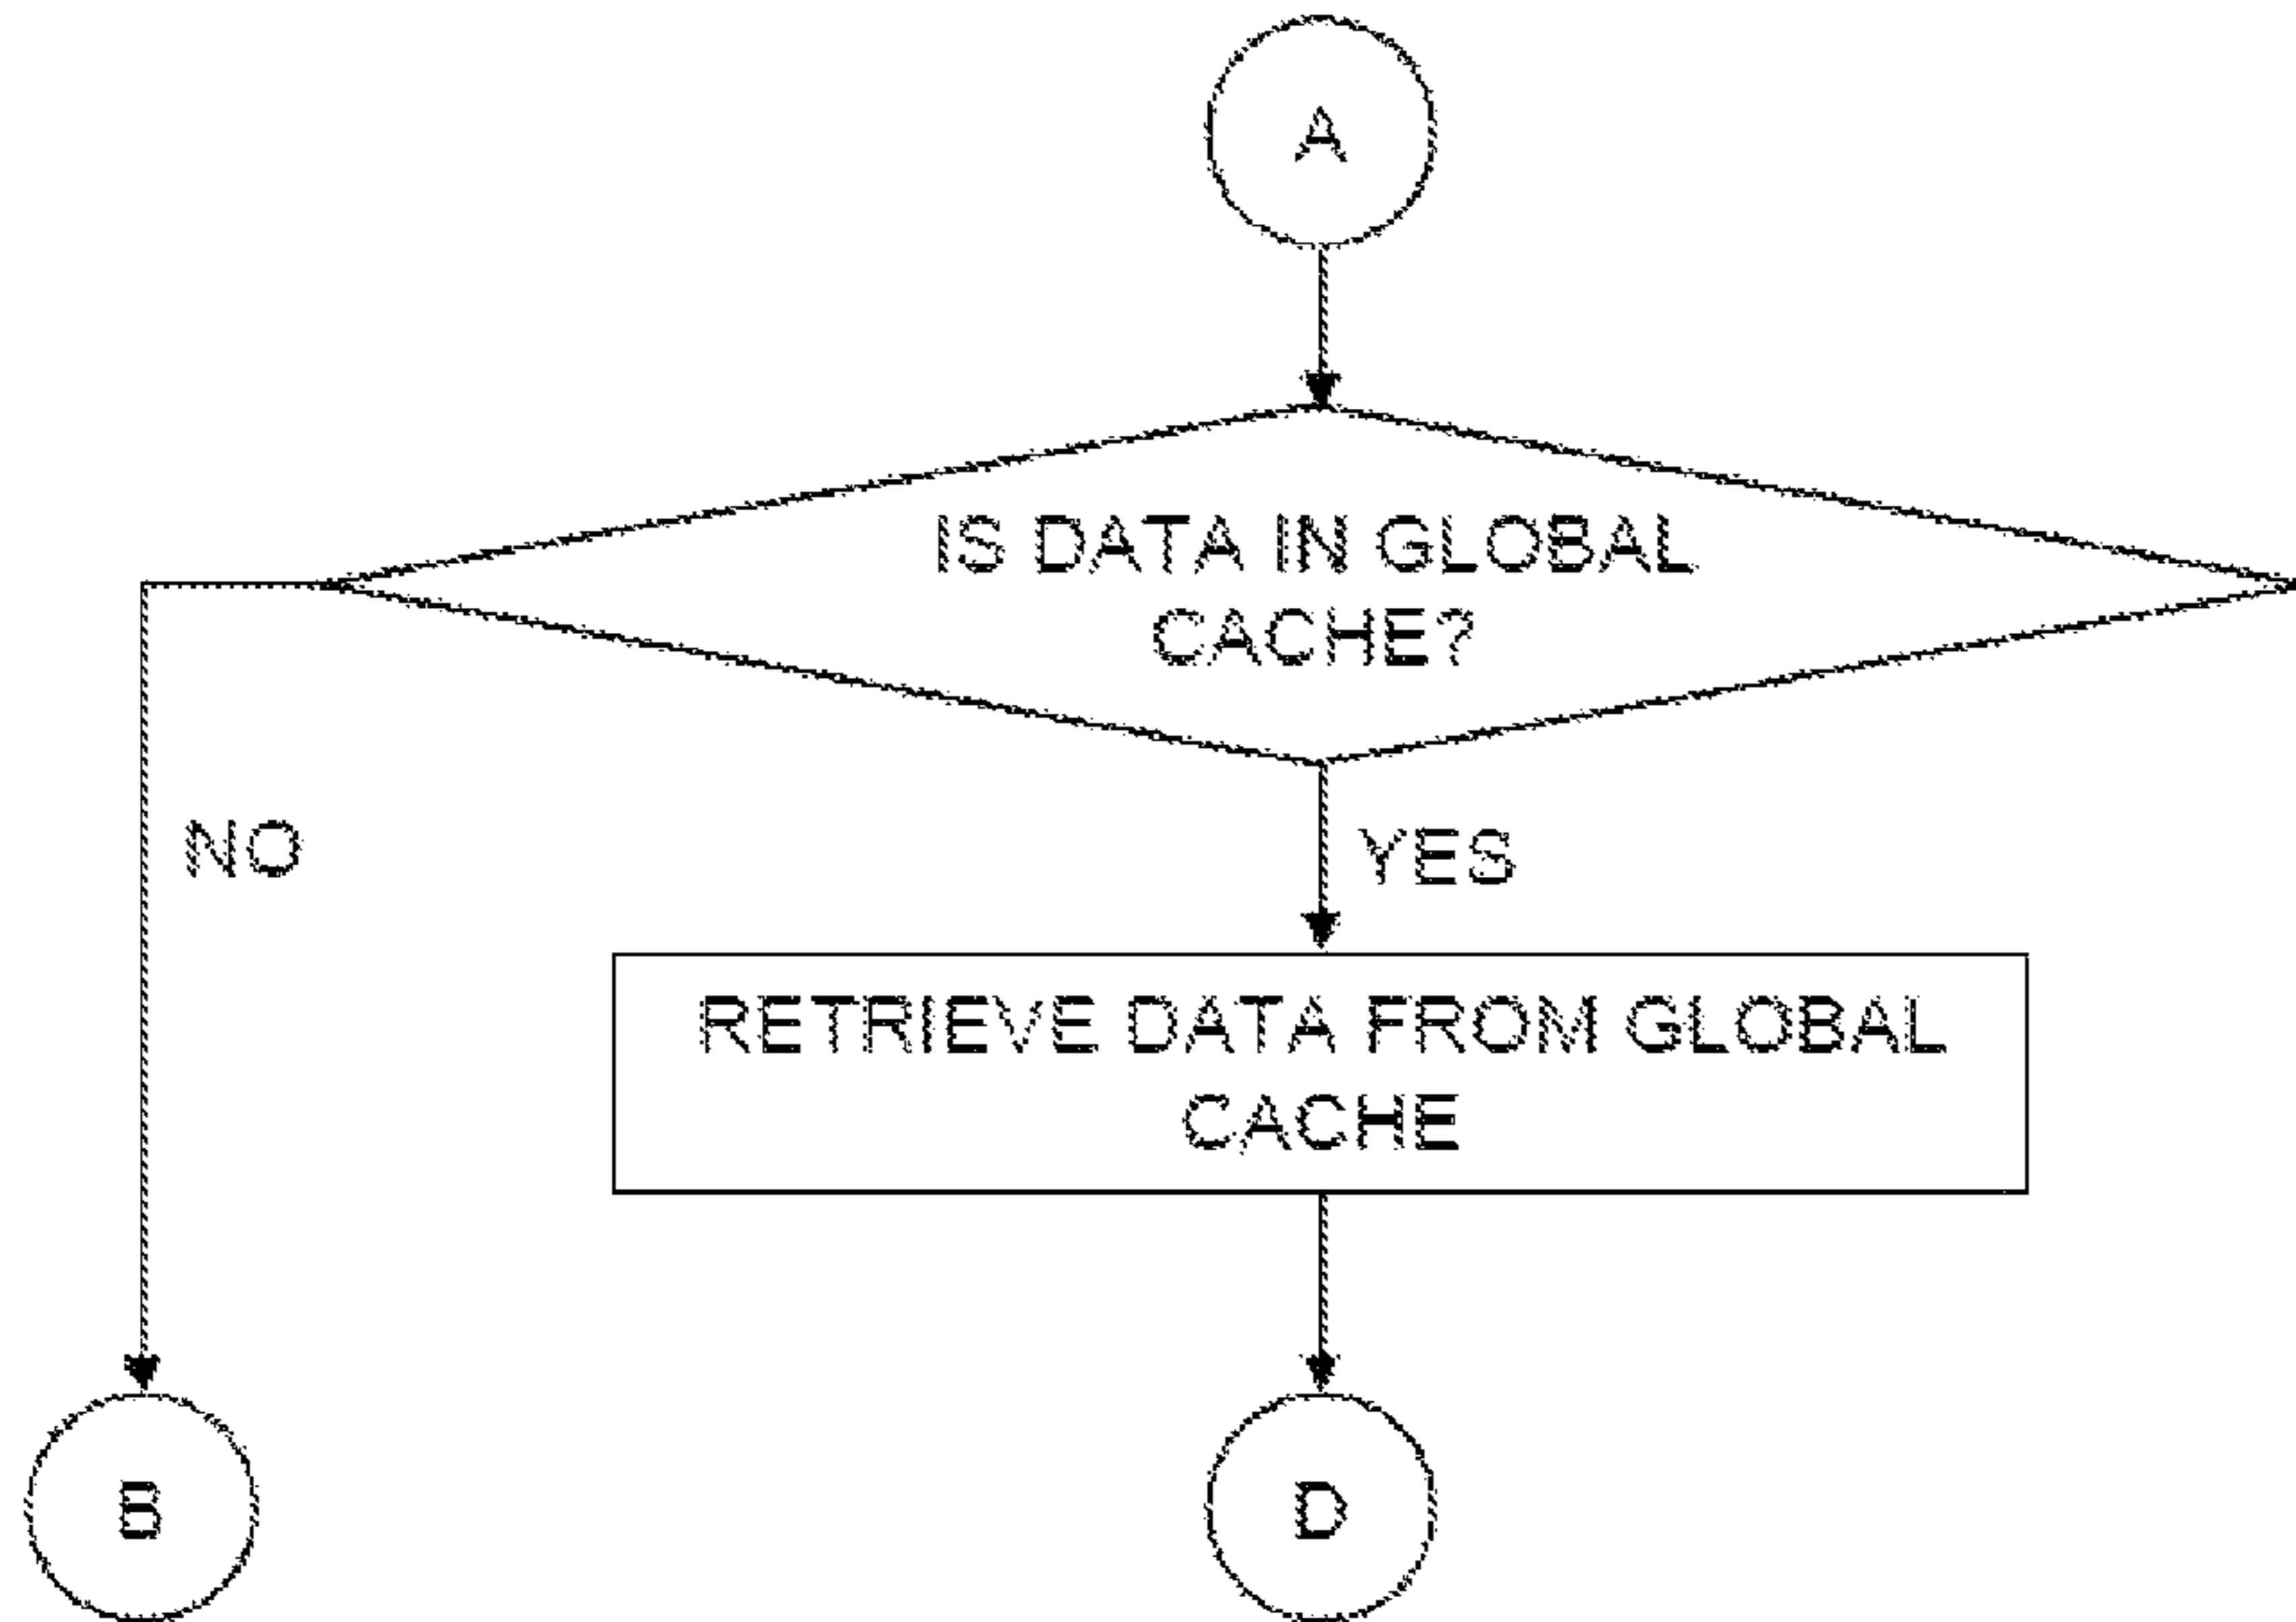 A
IS DATA IN GLOBAL
CACHE?
NO
YES
RETRIEVE DATA FROM GLOBAL
CACHE
B
D